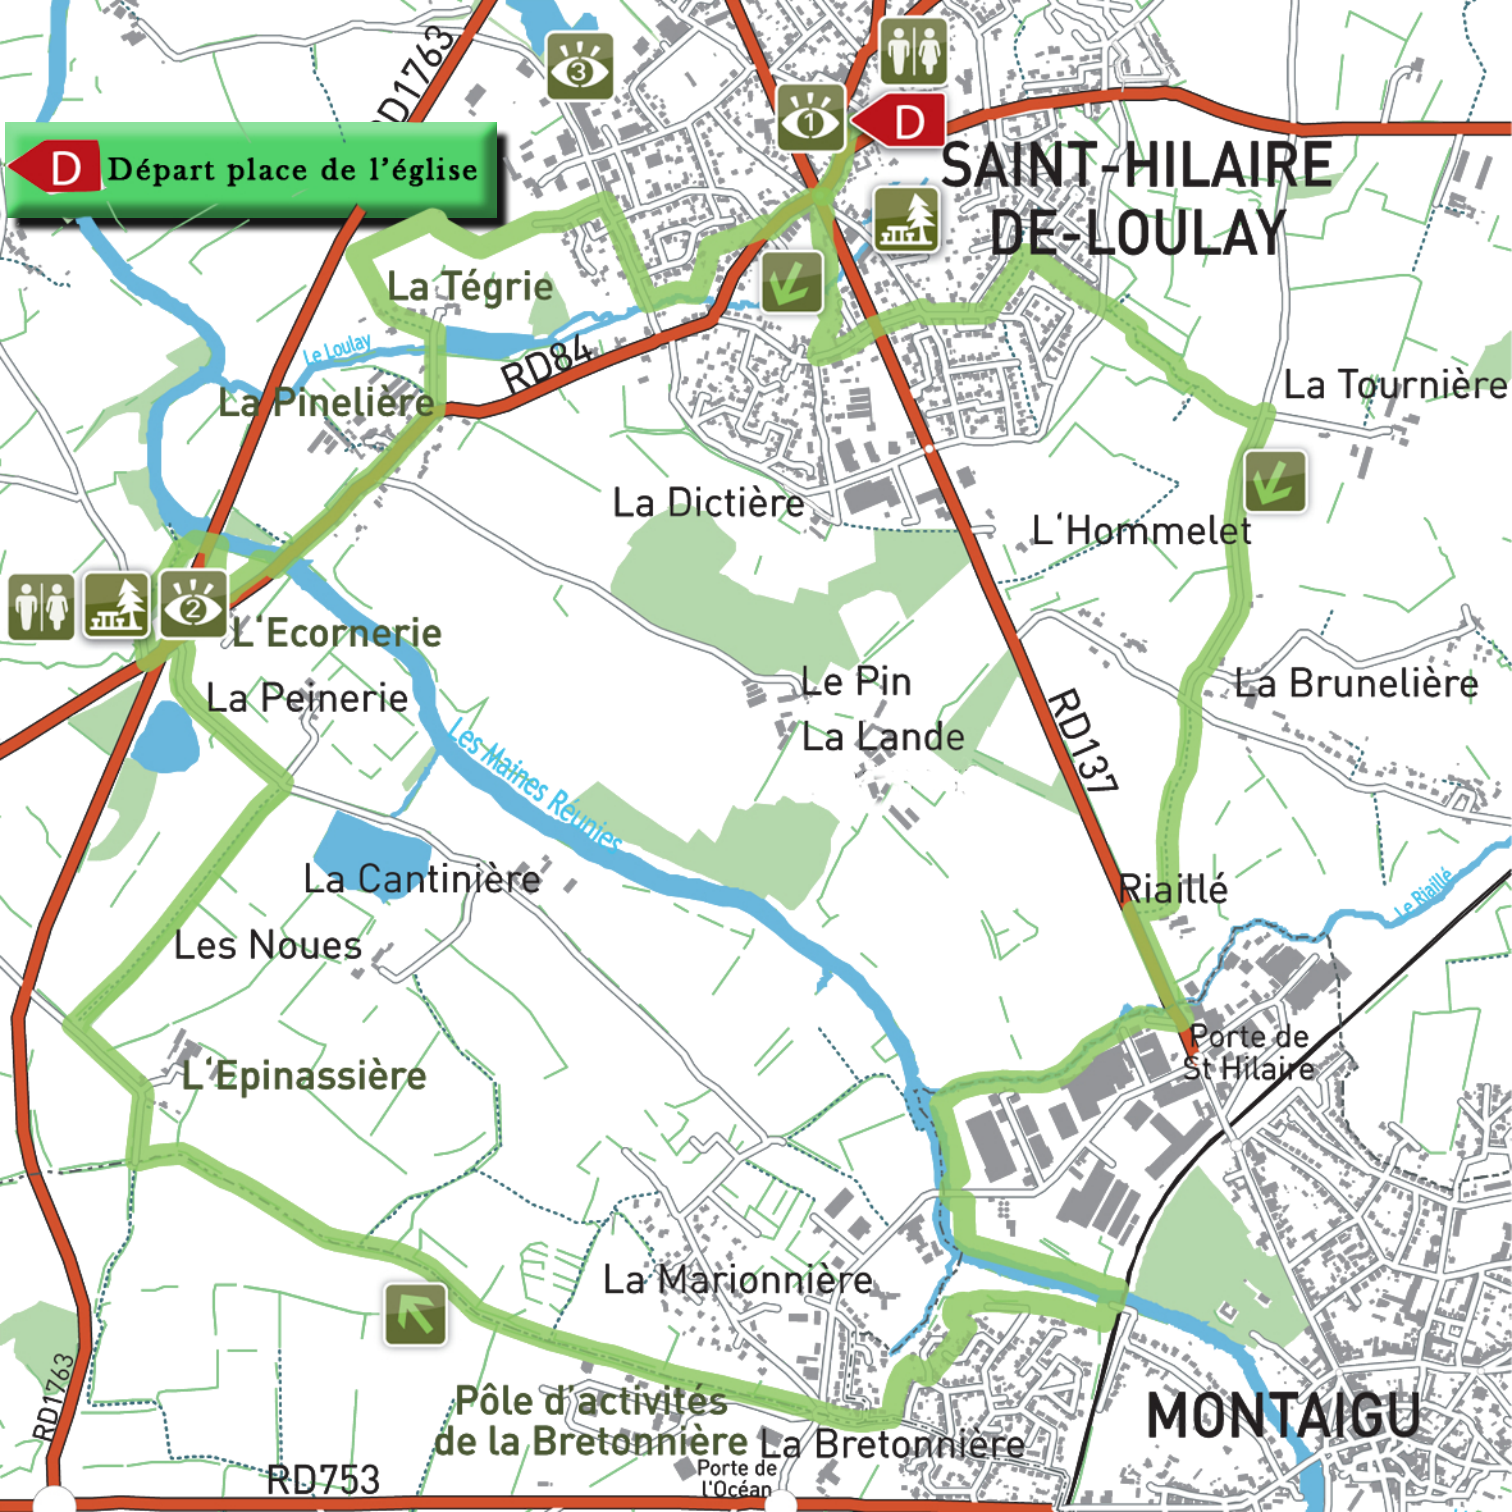 RD1763
3
1
D
D Départ place de l'église
SAINT-HILAIRE
DE-LOULAY
La Tégrie
Le Loulay
RD84
La Pinelière
La Tournière
La Dictière
L'Hommelet
2
L'Ecornerie
La Peinerie
Le Pin
La Lande
La Brunelière
RD137
Les Maines Réunies
La Cantinière
Riaillé
Le Riaillé
Les Noues
Porte de
St Hilaire
L'Epinassière
La Marionnière
RD1763
Pôle d'activités
de la Bretonnière
La Bretonnière
MONTAIGU
Porte de
l'Océan
RD753